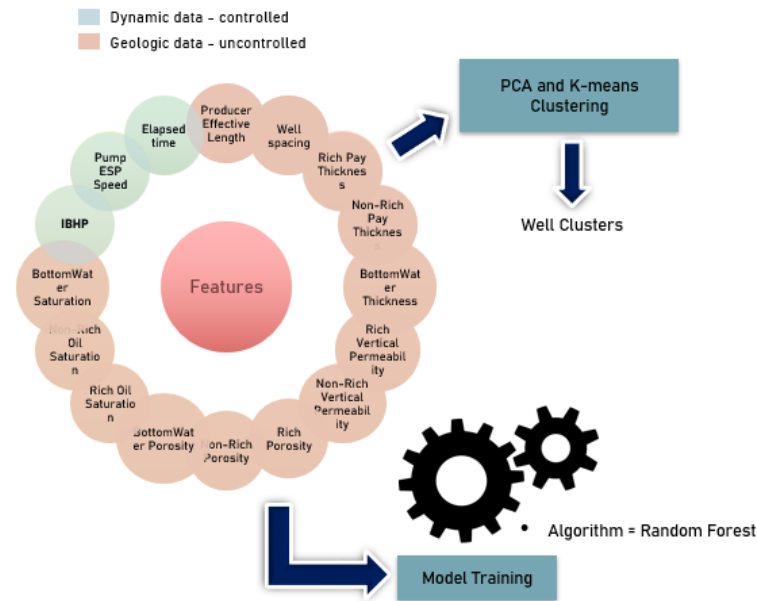 Dynamic data - controlled
Geologic data - uncontrolled
Producer
Effective
Length
Well
spacing
Rich Pay
Thicknes
s
Non-Rich
Pay
Thicknes
s
BottomWat
er
Thickness
Rich
Vertical
Permeabil
ity
Non-Rich
Vertical
Permeabil
ity
Rich
Porosity
Non-Rich
Porosity
BottomWat
er Porosity
Rich Oil
Saturatio
n
Non-Rich
Oil
Saturatio
n
BottomWat
er
Saturation
IBHP
Pump
ESP
Speed
Elapsed
time
Features
PCA and K-means
Clustering
Well Clusters
• Algorithm = Random Forest
Model Training